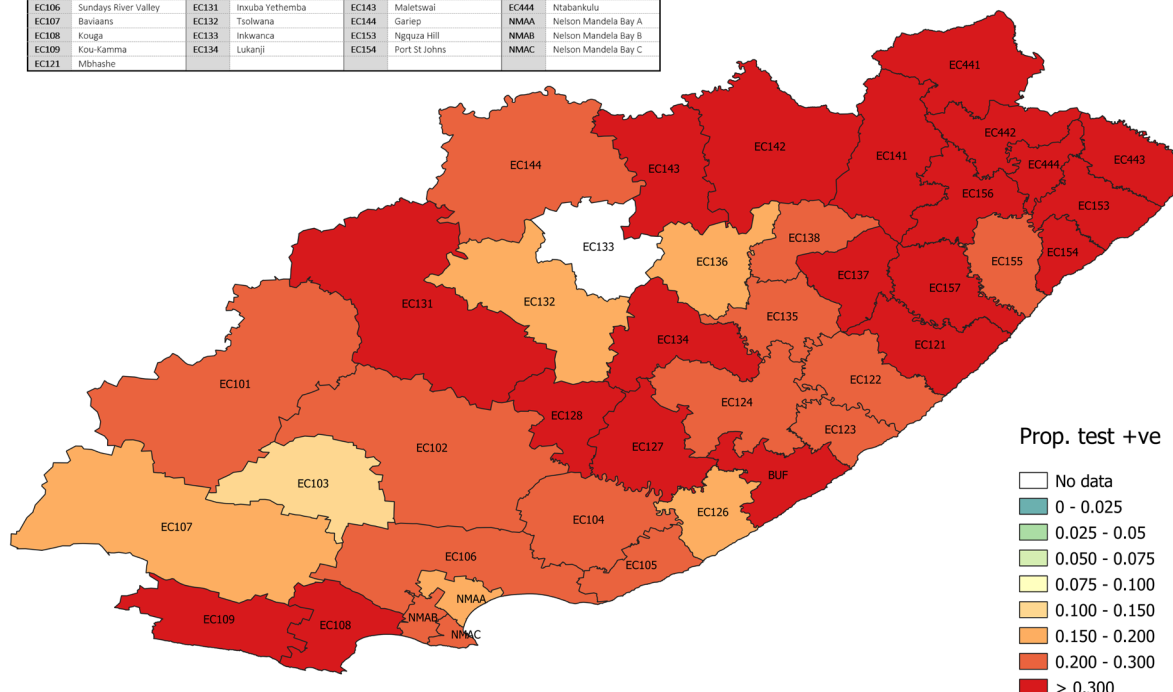 EC106 Sundays River Valley EC131 Inxuba Yethemba EC143 Maletswai EC444 Ntabankulu
EC107 Baviaans EC132 Tsolwana EC144 Gariep NMAA Nelson Mandela Bay A
EC108 Kouga EC133 Inkwanca EC153 Ngquza Hill NMAB Nelson Mandela Bay B
EC109 Kou-Kamma EC134 Lukanji EC154 Port St Johns NMAC Nelson Mandela Bay C
EC121 Mbhashe
EC441
EC442
EC142
EC141
EC443
EC144
EC143
EC444
EC156
EC153
EC138
EC133
EC136
EC154
EC155
EC137
EC157
EC132
EC131
EC135
EC134
EC121
EC122
EC101
EC124
EC128
EC123
EC127
EC102
BUF
EC103
EC126
EC104
EC107
EC106
EC105
NMAA
EC109
EC108
NMAB
NMAC
Prop. test +ve
No data
0 - 0.025
0.025 - 0.05
0.050 - 0.075
0.075 - 0.100
0.100 - 0.150
0.150 - 0.200
0.200 - 0.300
> 0.300